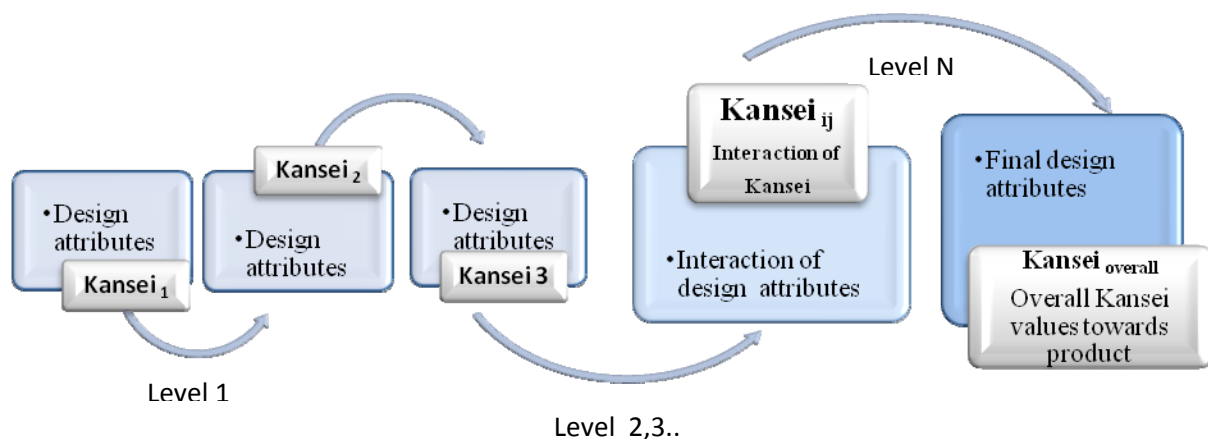 •Design
attributes
Kansei 1
Level 1
Kansei 2
•Design
attributes
•Design
attributes
Kansei 3
Level 2,3..
Kansei ij
Interaction of
Kansei
•Interaction of
design attributes
Level N
•Final design
attributes
Kansei overall
Overall Kansei
values towards
product